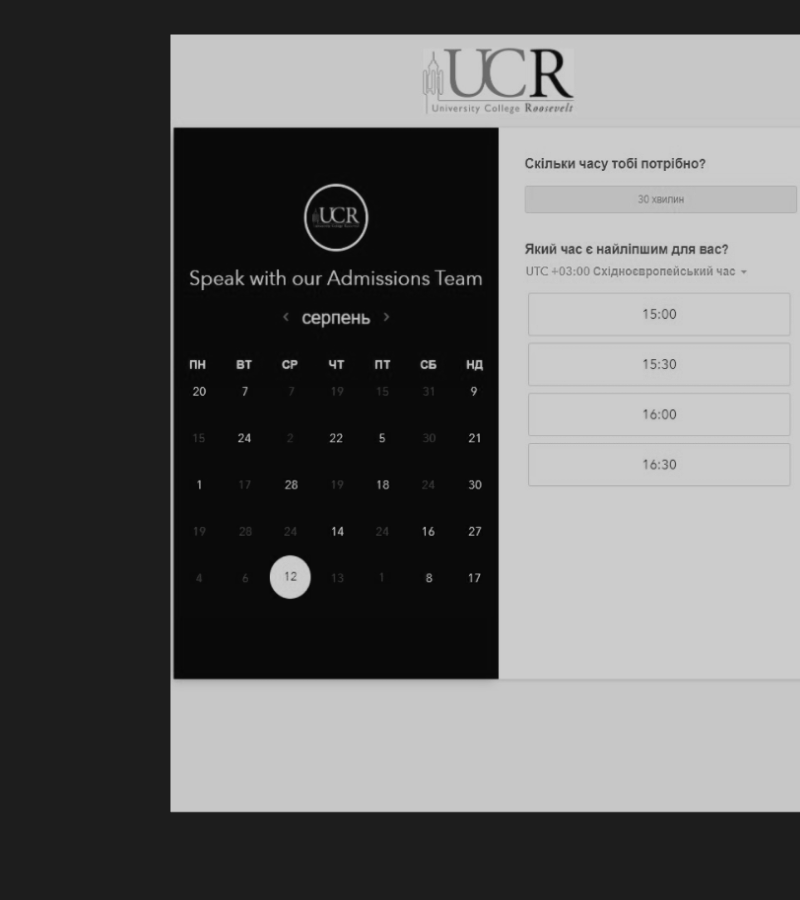 UCR
University College Roosevelt
UCR
Speak with our Admissions Team
‹ серпень ›
ПН ВТ СР ЧТ ПТ СБ НД
20 7 7 19 15 31 9
15 24 2 22 5 30 21
1 17 28 19 18 24 30
19 28 24 14 24 16 27
4 6 12 13 1 8 17
Скільки часу тобі потрібно?
30 хвилин
Який час є найліпшим для вас?
UTC +03:00 Східноєвропейський час
15:00
15:30
16:00
16:30